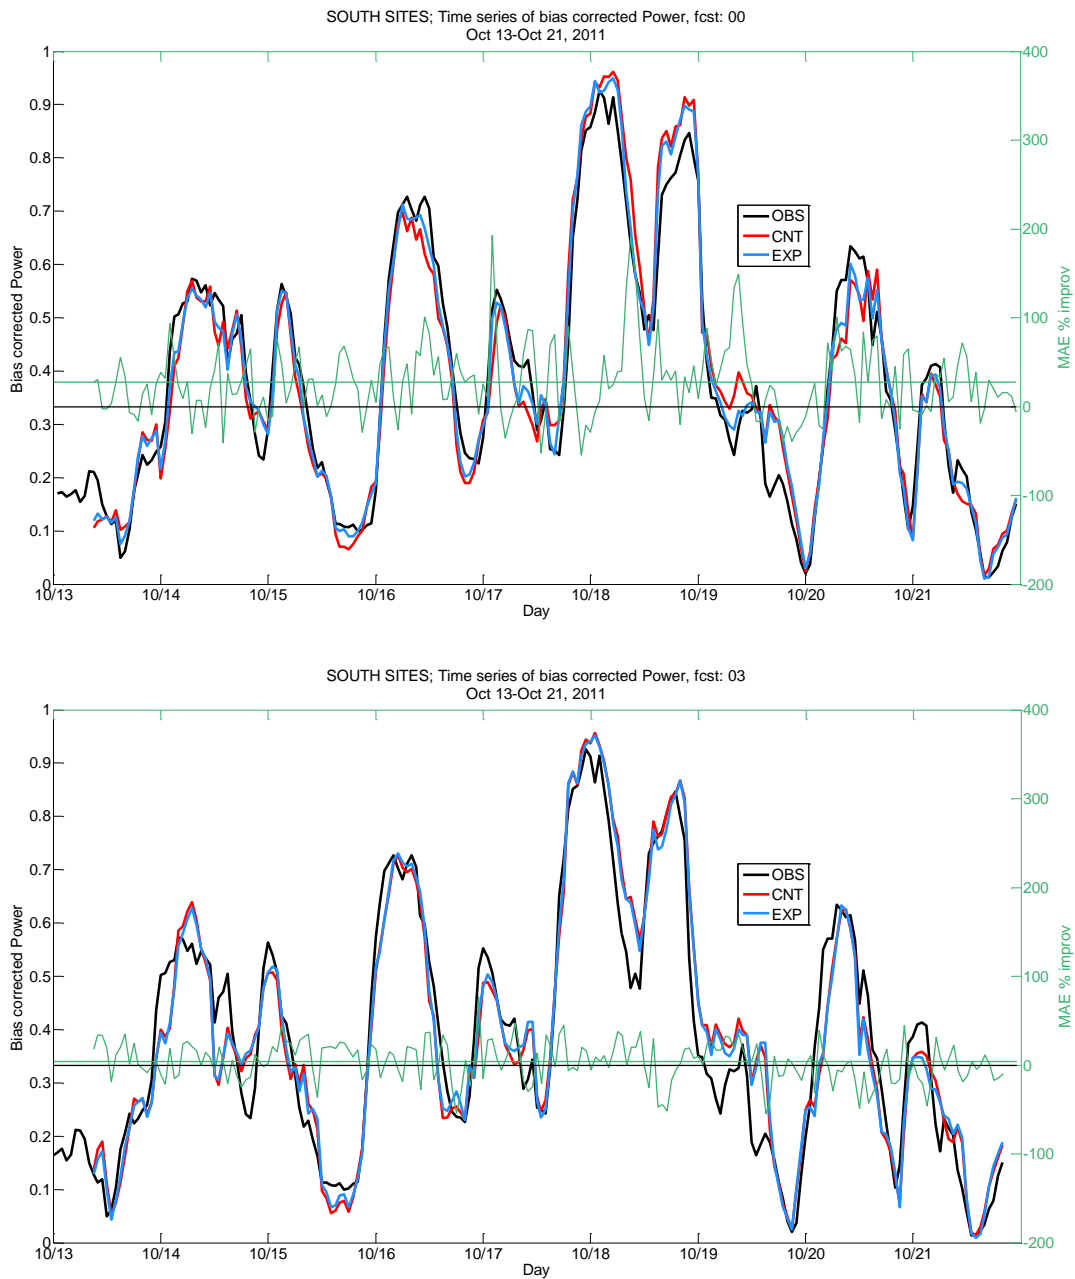 SOUTH SITES; Time series of bias corrected Power, fcst: 00
Oct 13-Oct 21, 2011
1
0.9
0.8
0.7
0.6
0.5
0.4
0.3
0.2
0.1
0
Bias corrected Power
400
300
200
100
0
-100
-200
MAE % improv
OBS
CNT
EXP
10/13 10/14 10/15 10/16 10/17 10/18 10/19 10/20 10/21
Day
SOUTH SITES; Time series of bias corrected Power, fcst: 03
Oct 13-Oct 21, 2011
1
0.9
0.8
0.7
0.6
0.5
0.4
0.3
0.2
0.1
0
Bias corrected Power
400
300
200
100
0
-100
-200
MAE % improv
OBS
CNT
EXP
10/13 10/14 10/15 10/16 10/17 10/18 10/19 10/20 10/21
Day